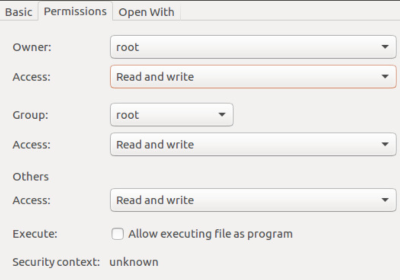 Basic Permissions Open With
Owner: root
Access: Read and write
Group: root
Access: Read and write
Others
Access: Read and write
Execute: Allow executing file as program
Security context: unknown